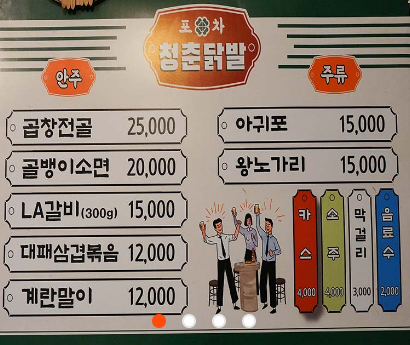 포차
청춘닭발
안주
곱창전골 25,000
골뱅이소면 20,000
LA갈비(300g) 15,000
대패삼겹볶음 12,000
계란말이 12,000
주류
아귀포 15,000
왕노가리 15,000
카스 4,000
소주 4,000
막걸리 3,000
음료수 2,000